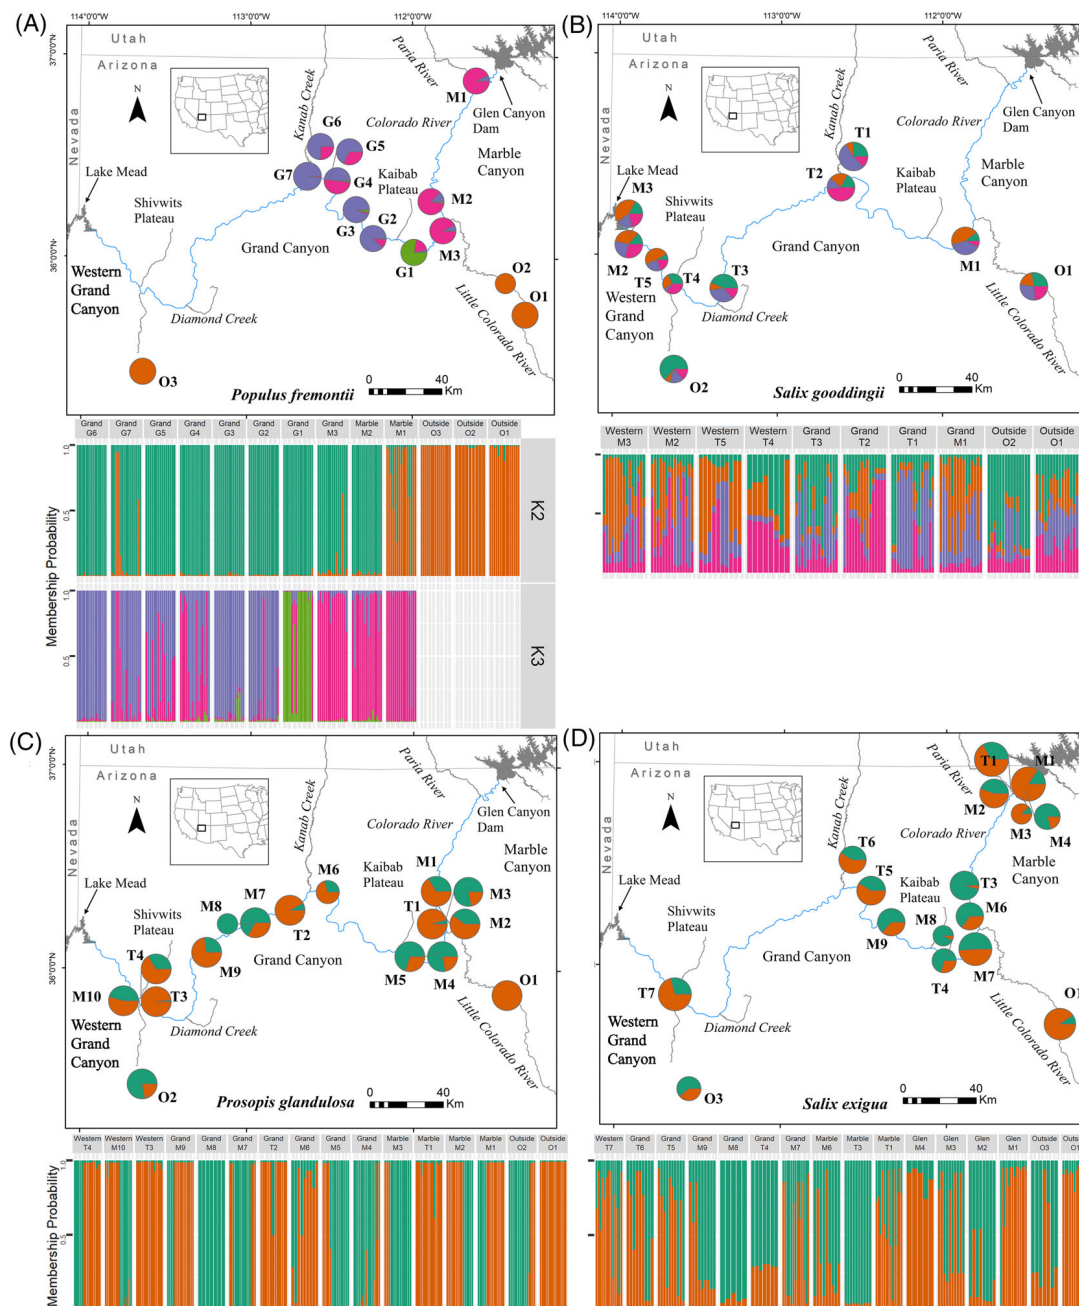 (A)
114°0'0"W
113°0'0"W
112°0'0"W
37°0'0"N
36°0'0"N
Utah
Arizona
Nevada
N
Paria River
Kanab Creek
Colorado River
Glen Canyon
Dam
Marble
Canyon
Kaibab
Plateau
Lake Mead
Shivwits
Plateau
Grand Canyon
Western
Grand
Canyon
Diamond Creek
Little Colorado River
M1
G6
G5
G7
G4
M2
G3
G2
G1
M3
O2
O1
O3
Populus fremontii
0 40
Km
Grand G6
Grand G7
Grand G5
Grand G4
Grand G3
Grand G2
Grand G1
Grand M3
Marble M2
Marble M1
Outside O3
Outside O2
Outside O1
Membership Probability
1.0
0.5
K2
1.0
0.5
K3
(B)
114°0'0"W
113°0'0"W
112°0'0"W
Utah
Arizona
Nevada
N
Paria River
Kanab Creek
Colorado River
Glen Canyon
Dam
Marble
Canyon
Kaibab
Plateau
Lake Mead
Shivwits
Plateau
Grand Canyon
Western
Grand
Canyon
Diamond Creek
Little Colorado River
T1
T2
M3
M2
T5
T4
T3
M1
O1
O2
Salix gooddingii
0 40
Km
Western M3
Western M2
Western T5
Western T4
Grand T3
Grand T2
Grand T1
Grand M1
Outside O2
Outside O1
(C)
37°0'0"N
36°0'0"N
Utah
Arizona
Nevada
N
Paria River
Kanab Creek
Colorado River
Glen Canyon
Dam
Marble
Canyon
Kaibab
Plateau
Lake Mead
Shivwits
Plateau
Grand Canyon
Western
Grand
Canyon
Diamond Creek
Little Colorado River
M6
M1
M3
M7
M8
T2
T1
M2
T4
M9
M5
M4
M10
T3
O1
O2
Prosopis glandulosa
0 40
Km
Western T4
Western M10
Western T3
Grand M9
Grand M8
Grand M7
Grand T2
Grand M6
Grand M5
Grand M4
Marble M3
Marble T1
Marble M2
Marble M1
Outside O2
Outside O1
Membership Probability
1.0
0.5
(D)
Utah
Arizona
Nevada
N
Paria River
Kanab Creek
Colorado River
Marble
Canyon
Kaibab
Plateau
Lake Mead
Shivwits
Plateau
Grand Canyon
Western
Grand
Canyon
Diamond Creek
Little Colorado River
T1
M1
M2
M3
M4
T6
T5
T3
M6
M8
M9
M7
T4
T7
O1
O3
Salix exigua
0 40
Km
Western T7
Grand T6
Grand T5
Grand M9
Grand M8
Grand T4
Grand M7
Marble M6
Marble T3
Marble T1
Glen M4
Glen M3
Glen M2
Glen M1
Outside O3